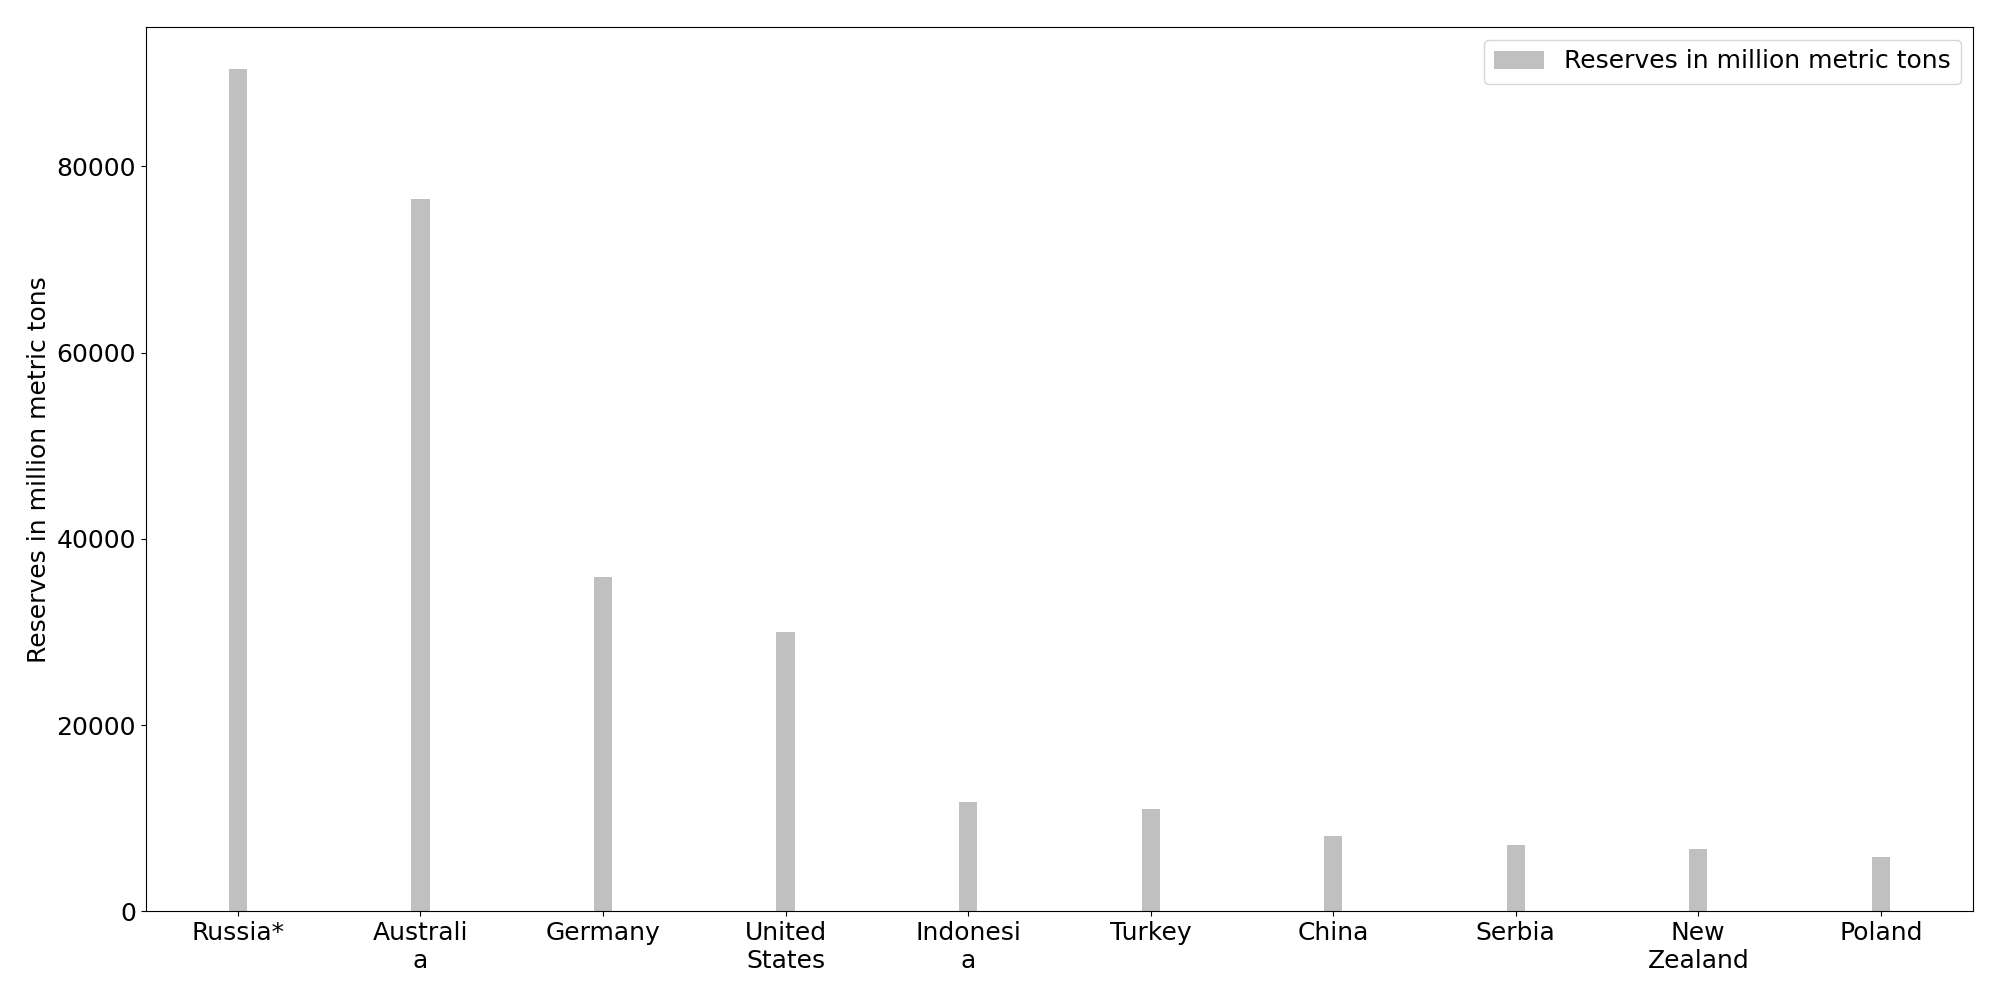 Reserves in million metric tons
Reserves in million metric tons
80000
60000
40000
20000
0
Russia*
Australi
a
Germany
United
States
Indonesi
a
Turkey
China
Serbia
New
Zealand
Poland